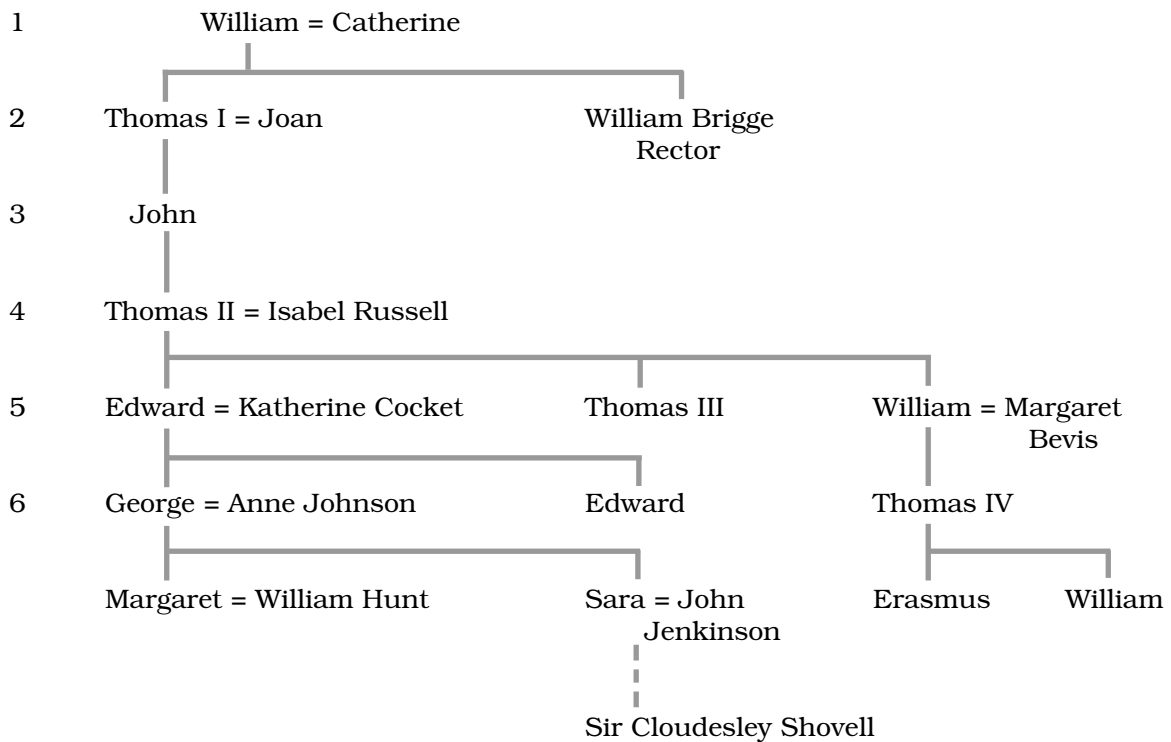 1 William = Catherine
2 Thomas I = Joan William Brigge
Rector
3 John
4 Thomas II = Isabel Russell
5 Edward = Katherine Cocket Thomas III William = Margaret
Bevis
6 George = Anne Johnson Edward Thomas IV
Margaret = William Hunt Sara = John Erasmus William
Jenkinson
Sir Cloudesley Shovell